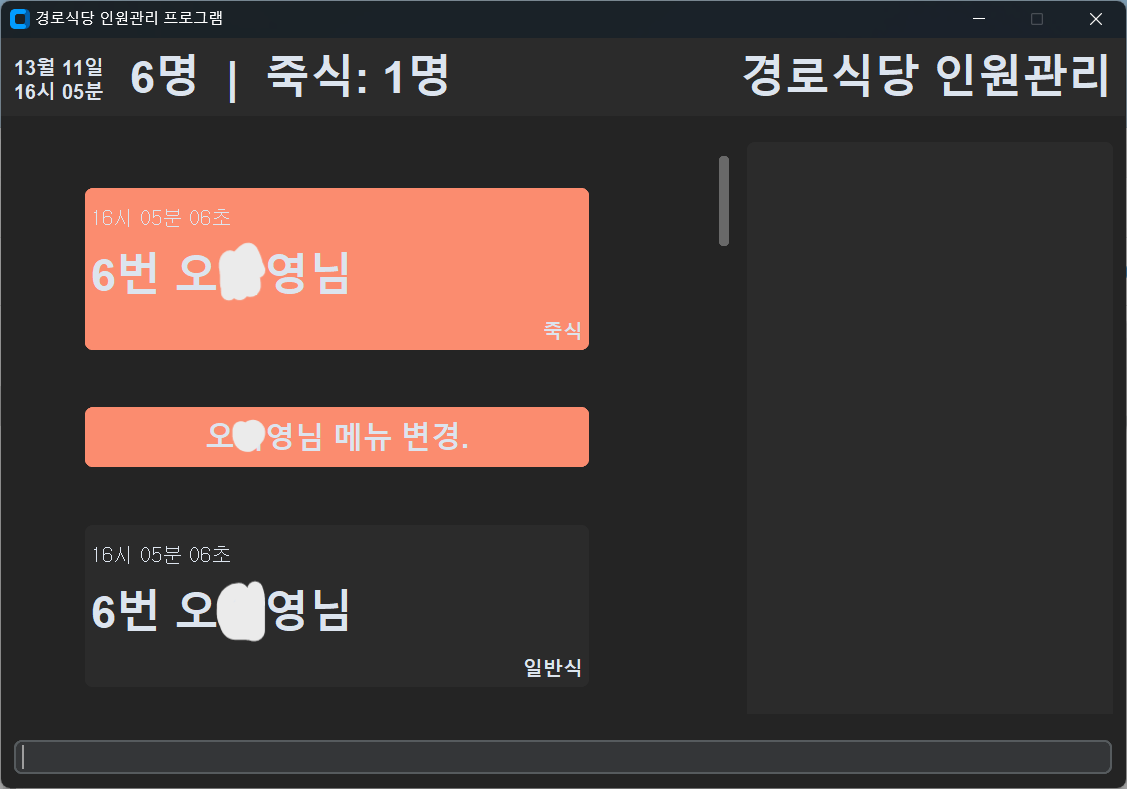 경로식당 인원관리 프로그램
13월 11일
16시 05분
6명 | 죽식: 1명
경로식당 인원관리
16시 05분 06초
6번 오 영님
죽식
오 영님 메뉴 변경.
16시 05분 06초
6번 오 영님
일반식